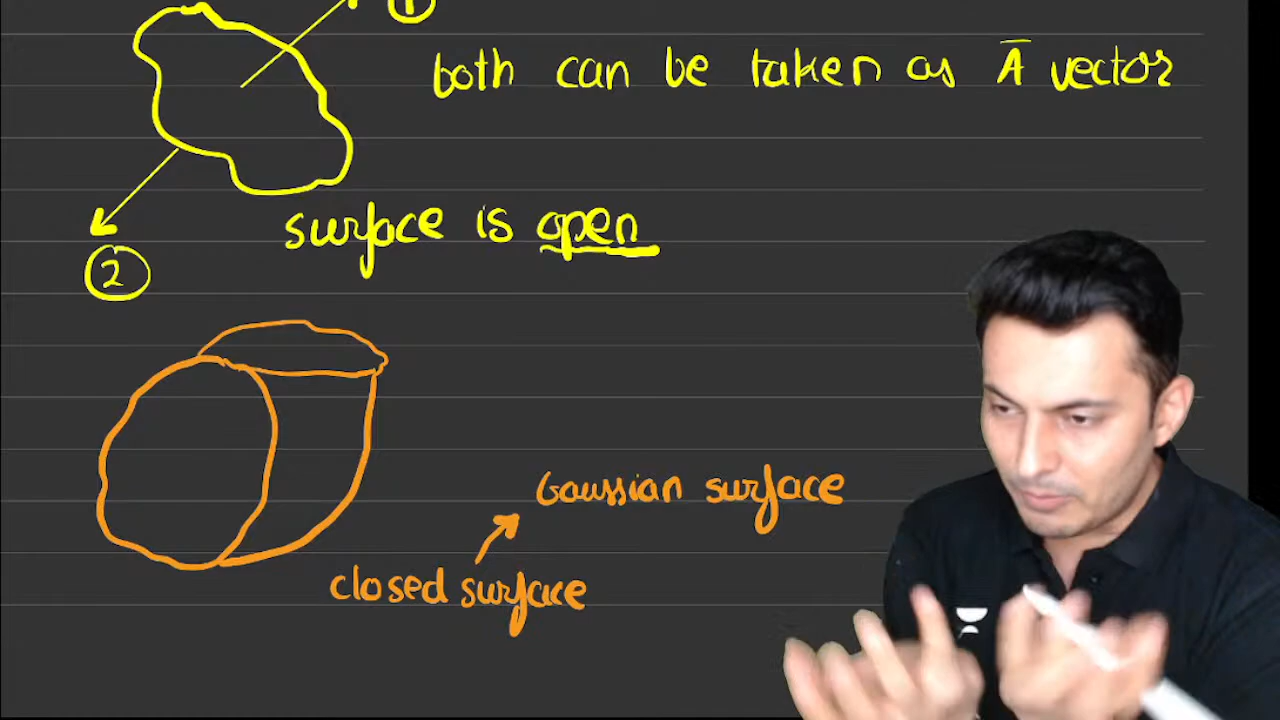 ①
both can be taken as A̅ vector
surface is open
②
Gaussian surface
closed surface